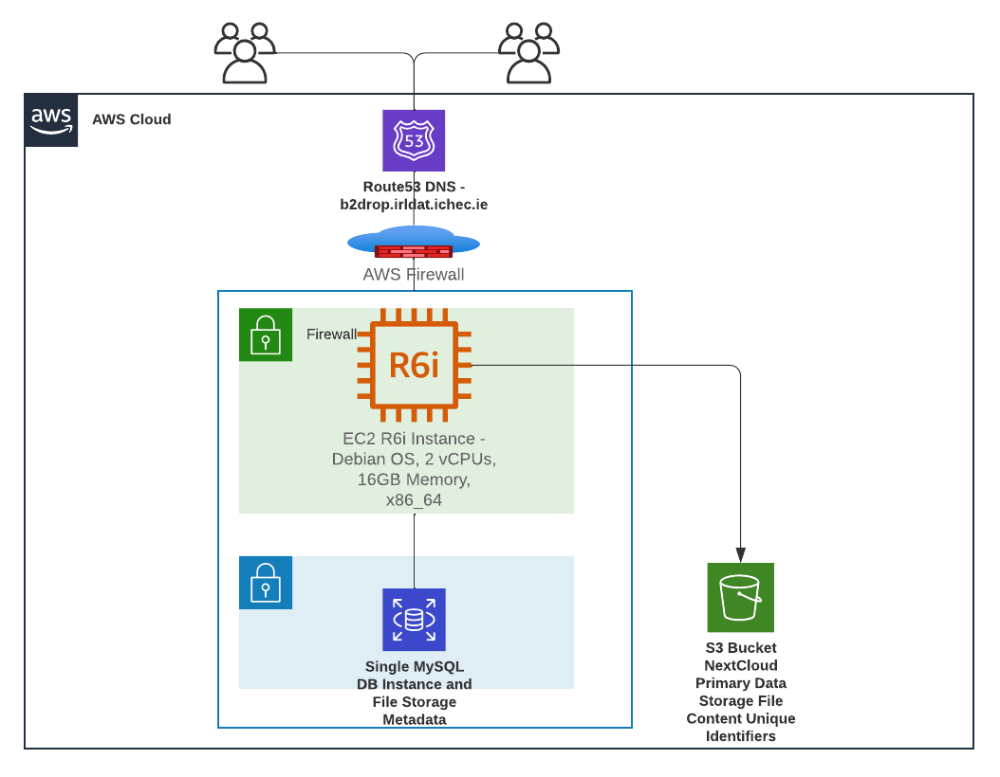 aws
AWS Cloud
53
Route53 DNS -
b2drop.irldat.ichec.ie
AWS Firewall
Firewall
R6i
EC2 R6i Instance -
Debian OS, 2 vCPUs,
16GB Memory,
x86_64
Single MySQL
DB Instance and
File Storage
Metadata
S3 Bucket
NextCloud
Primary Data
Storage File
Content Unique
Identifiers